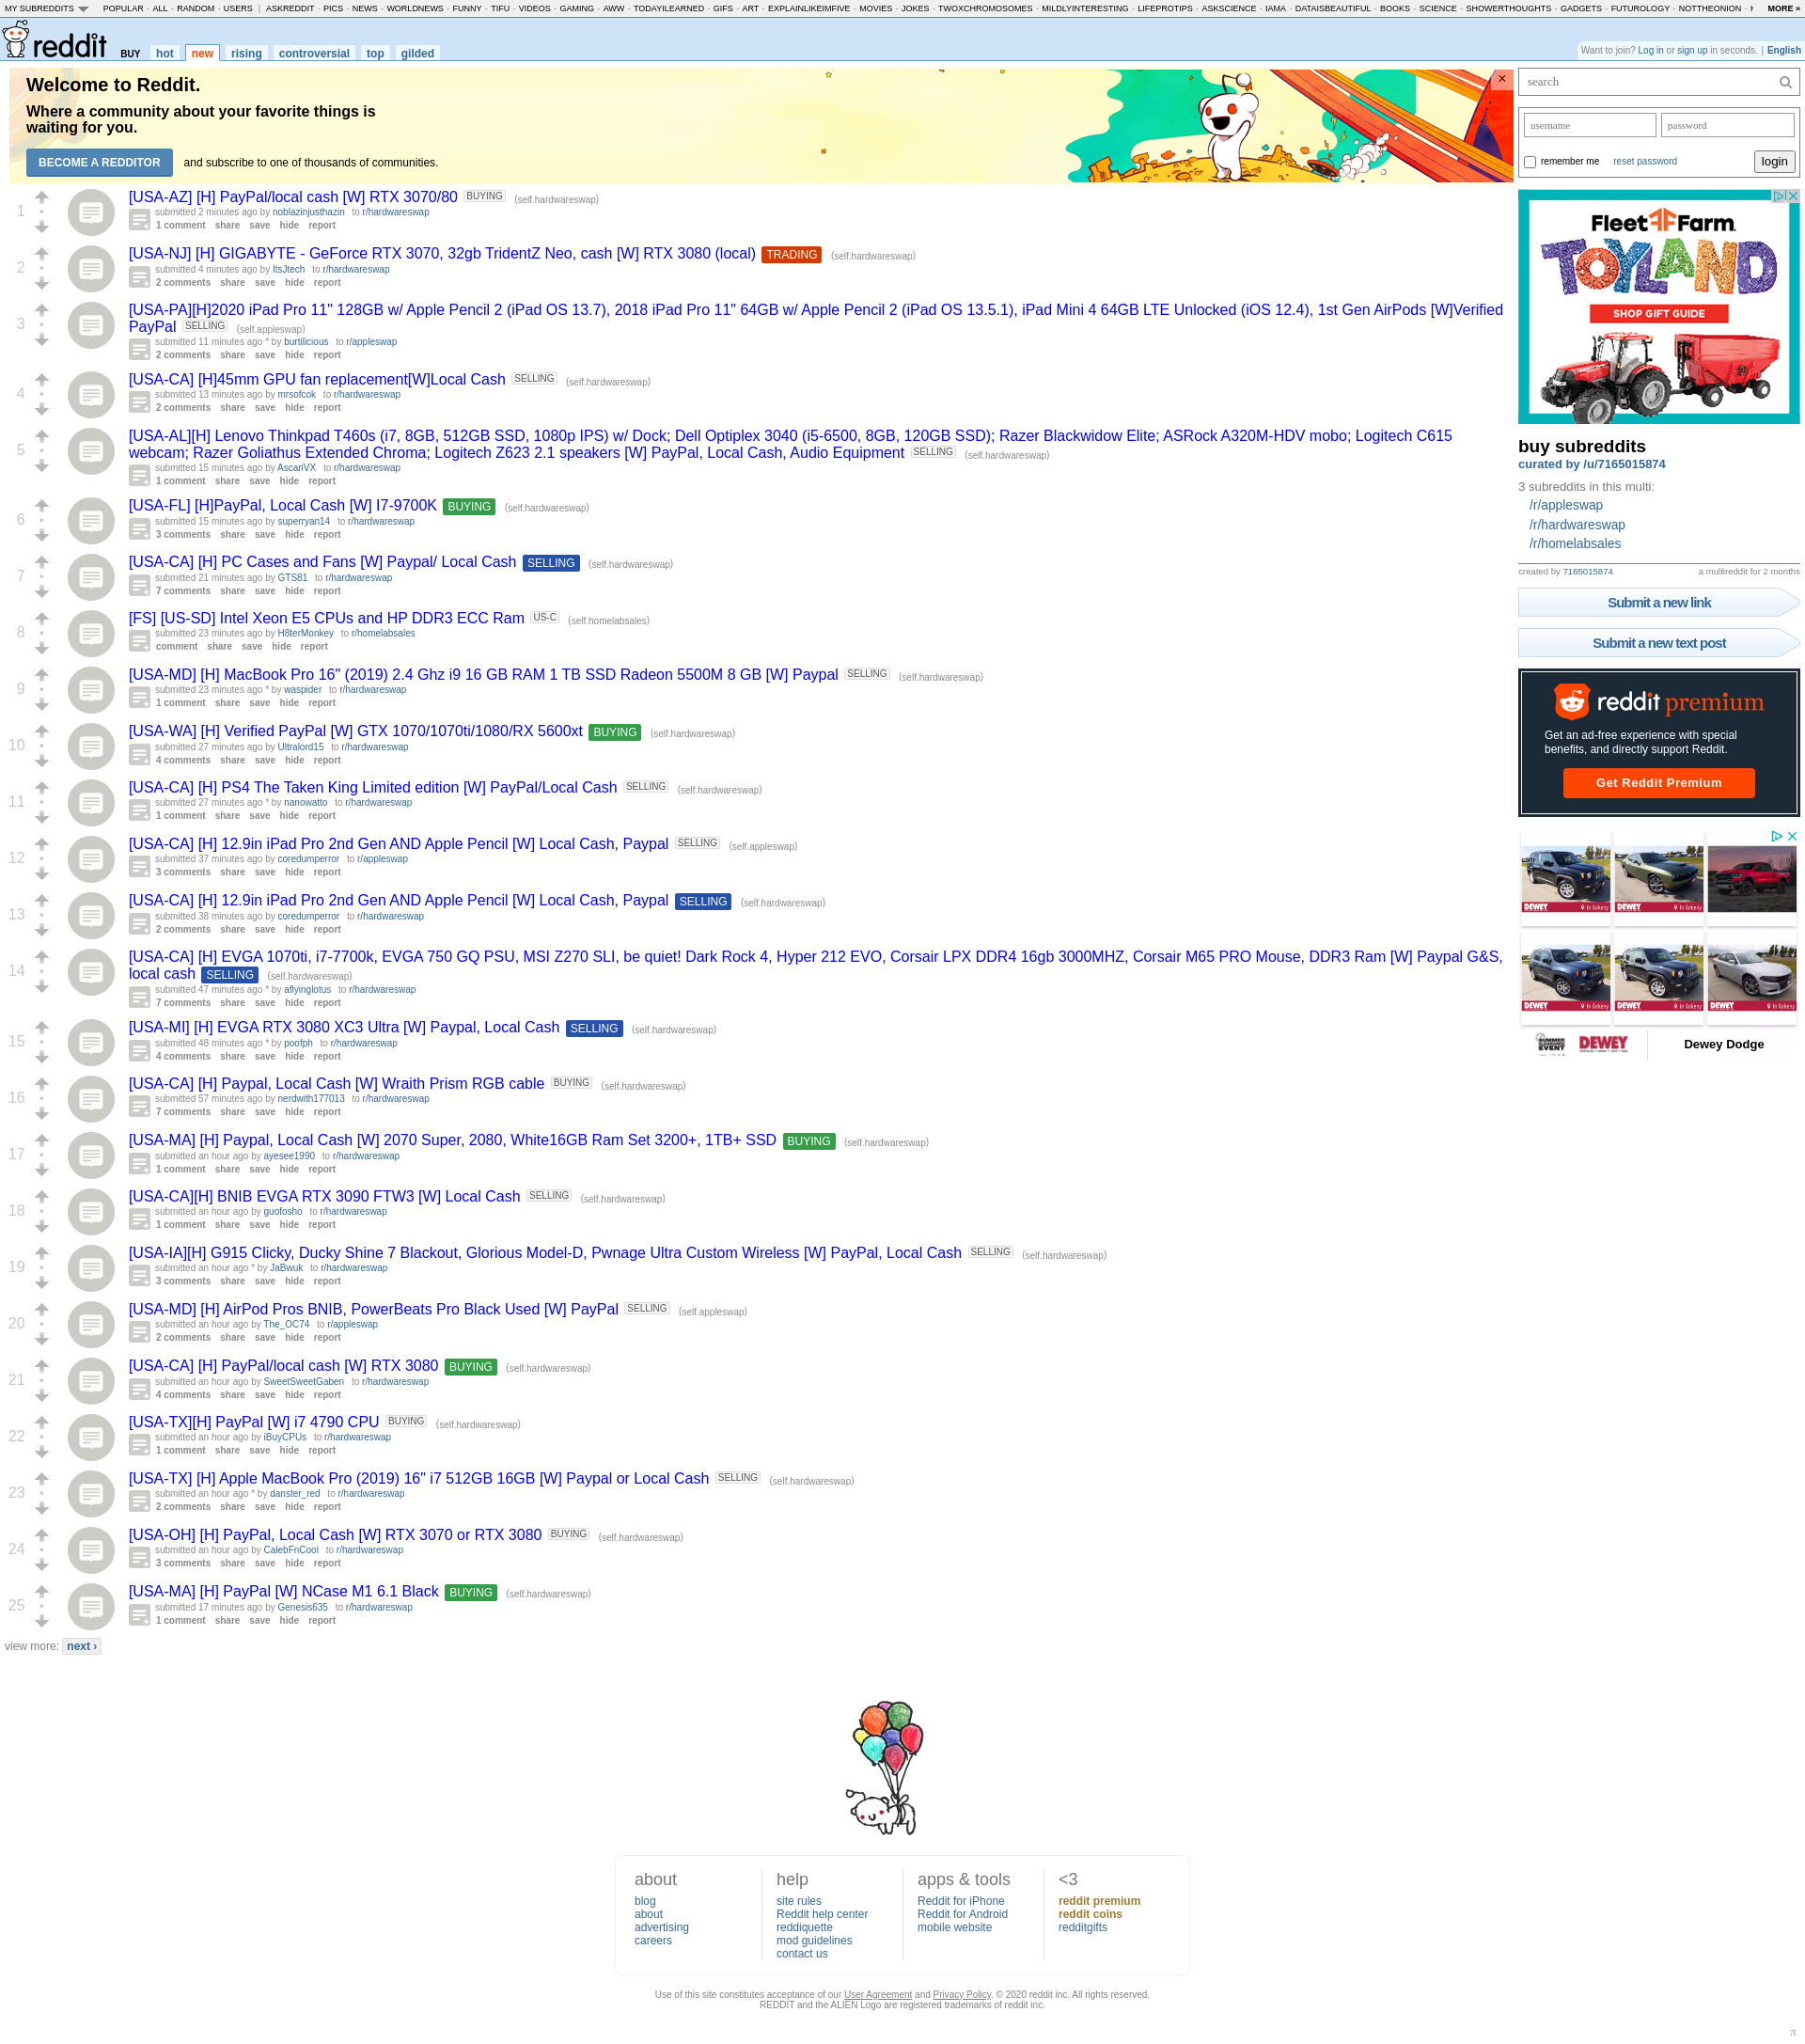 MY SUBREDDITS POPULAR - ALL - RANDOM - USERS | ASKREDDIT - PICS - NEWS - WORLDNEWS - FUNNY - TIFU - VIDEOS - GAMING - AWW - TODAYILEARNED - GIFS - ART - EXPLAINLIKEIMFIVE - MOVIES - JOKES - TWOXCHROMOSOMES - MILDLYINTERESTING - LIFEPROTIPS - ASKSCIENCE - IAMA - DATAISBEAUTIFUL - BOOKS - SCIENCE - SHOWERTHOUGHTS - GADGETS - FUTUROLOGY - NOTTHEONION - MORE »
reddit BUY hot new rising controversial top gilded
Want to join? Log in or sign up in seconds. | English
Welcome to Reddit.
Where a community about your favorite things is
waiting for you.
BECOME A REDDITOR and subscribe to one of thousands of communities.
1
[USA-AZ] [H] PayPal/local cash [W] RTX 3070/80 BUYING (self.hardwareswap)
submitted 2 minutes ago by noblazinjusthazin to r/hardwareswap
1 comment share save hide report
2
[USA-NJ] [H] GIGABYTE - GeForce RTX 3070, 32gb TridentZ Neo, cash [W] RTX 3080 (local) TRADING (self.hardwareswap)
submitted 4 minutes ago by ItsJtech to r/hardwareswap
2 comments share save hide report
3
[USA-PA][H]2020 iPad Pro 11" 128GB w/ Apple Pencil 2 (iPad OS 13.7), 2018 iPad Pro 11" 64GB w/ Apple Pencil 2 (iPad OS 13.5.1), iPad Mini 4 64GB LTE Unlocked (iOS 12.4), 1st Gen AirPods [W]Verified
PayPal SELLING (self.appleswap)
submitted 11 minutes ago * by burtilicious to r/appleswap
2 comments share save hide report
4
[USA-CA] [H]45mm GPU fan replacement[W]Local Cash SELLING (self.hardwareswap)
submitted 13 minutes ago by mrsofcok to r/hardwareswap
2 comments share save hide report
5
[USA-AL][H] Lenovo Thinkpad T460s (i7, 8GB, 512GB SSD, 1080p IPS) w/ Dock; Dell Optiplex 3040 (i5-6500, 8GB, 120GB SSD); Razer Blackwidow Elite; ASRock A320M-HDV mobo; Logitech C615
webcam; Razer Goliathus Extended Chroma; Logitech Z623 2.1 speakers [W] PayPal, Local Cash, Audio Equipment SELLING (self.hardwareswap)
submitted 15 minutes ago by AscariVX to r/hardwareswap
1 comment share save hide report
6
[USA-FL] [H]PayPal, Local Cash [W] I7-9700K BUYING (self.hardwareswap)
submitted 15 minutes ago by superryan14 to r/hardwareswap
3 comments share save hide report
7
[USA-CA] [H] PC Cases and Fans [W] Paypal/ Local Cash SELLING (self.hardwareswap)
submitted 21 minutes ago by GTS81 to r/hardwareswap
7 comments share save hide report
8
[FS] [US-SD] Intel Xeon E5 CPUs and HP DDR3 ECC Ram US-C (self.homelabsales)
submitted 23 minutes ago by H8terMonkey to r/homelabsales
comment share save hide report
9
[USA-MD] [H] MacBook Pro 16" (2019) 2.4 Ghz i9 16 GB RAM 1 TB SSD Radeon 5500M 8 GB [W] Paypal SELLING (self.hardwareswap)
submitted 23 minutes ago * by waspider to r/hardwareswap
1 comment share save hide report
10
[USA-WA] [H] Verified PayPal [W] GTX 1070/1070ti/1080/RX 5600xt BUYING (self.hardwareswap)
submitted 27 minutes ago by Ultralord15 to r/hardwareswap
4 comments share save hide report
11
[USA-CA] [H] PS4 The Taken King Limited edition [W] PayPal/Local Cash SELLING (self.hardwareswap)
submitted 27 minutes ago * by nanowatto to r/hardwareswap
1 comment share save hide report
12
[USA-CA] [H] 12.9in iPad Pro 2nd Gen AND Apple Pencil [W] Local Cash, Paypal SELLING (self.appleswap)
submitted 37 minutes ago by coredumperror to r/appleswap
3 comments share save hide report
13
[USA-CA] [H] 12.9in iPad Pro 2nd Gen AND Apple Pencil [W] Local Cash, Paypal SELLING (self.hardwareswap)
submitted 38 minutes ago by coredumperror to r/hardwareswap
2 comments share save hide report
14
[USA-CA] [H] EVGA 1070ti, i7-7700k, EVGA 750 GQ PSU, MSI Z270 SLI, be quiet! Dark Rock 4, Hyper 212 EVO, Corsair LPX DDR4 16gb 3000MHZ, Corsair M65 PRO Mouse, DDR3 Ram [W] Paypal G&S,
local cash SELLING (self.hardwareswap)
submitted 47 minutes ago * by aflyinglotus to r/hardwareswap
7 comments share save hide report
15
[USA-MI] [H] EVGA RTX 3080 XC3 Ultra [W] Paypal, Local Cash SELLING (self.hardwareswap)
submitted 48 minutes ago * by poofph to r/hardwareswap
4 comments share save hide report
16
[USA-CA] [H] Paypal, Local Cash [W] Wraith Prism RGB cable BUYING (self.hardwareswap)
submitted 57 minutes ago by nerdwith177013 to r/hardwareswap
7 comments share save hide report
17
[USA-MA] [H] Paypal, Local Cash [W] 2070 Super, 2080, White16GB Ram Set 3200+, 1TB+ SSD BUYING (self.hardwareswap)
submitted an hour ago by ayesee1990 to r/hardwareswap
1 comment share save hide report
18
[USA-CA][H] BNIB EVGA RTX 3090 FTW3 [W] Local Cash SELLING (self.hardwareswap)
submitted an hour ago by guofosho to r/hardwareswap
1 comment share save hide report
19
[USA-IA][H] G915 Clicky, Ducky Shine 7 Blackout, Glorious Model-D, Pwnage Ultra Custom Wireless [W] PayPal, Local Cash SELLING (self.hardwareswap)
submitted an hour ago * by JaBwuk to r/hardwareswap
3 comments share save hide report
20
[USA-MD] [H] AirPod Pros BNIB, PowerBeats Pro Black Used [W] PayPal SELLING (self.appleswap)
submitted an hour ago by The_OC74 to r/appleswap
2 comments share save hide report
21
[USA-CA] [H] PayPal/local cash [W] RTX 3080 BUYING (self.hardwareswap)
submitted an hour ago by SweetSweetGaben to r/hardwareswap
4 comments share save hide report
22
[USA-TX][H] PayPal [W] i7 4790 CPU BUYING (self.hardwareswap)
submitted an hour ago by iBuyCPUs to r/hardwareswap
1 comment share save hide report
23
[USA-TX] [H] Apple MacBook Pro (2019) 16" i7 512GB 16GB [W] Paypal or Local Cash SELLING (self.hardwareswap)
submitted an hour ago * by danster_red to r/hardwareswap
2 comments share save hide report
24
[USA-OH] [H] PayPal, Local Cash [W] RTX 3070 or RTX 3080 BUYING (self.hardwareswap)
submitted an hour ago by CalebFnCool to r/hardwareswap
3 comments share save hide report
25
[USA-MA] [H] PayPal [W] NCase M1 6.1 Black BUYING (self.hardwareswap)
submitted 17 minutes ago by Genesis635 to r/hardwareswap
1 comment share save hide report
view more: next ›
search
username password
remember me reset password login
Fleet Farm
TOYLAND
SHOP GIFT GUIDE
buy subreddits
curated by /u/7165015874
3 subreddits in this multi:
/r/appleswap
/r/hardwareswap
/r/homelabsales
created by 7165015874 a multireddit for 2 months
Submit a new link
Submit a new text post
reddit premium
Get an ad-free experience with special
benefits, and directly support Reddit.
Get Reddit Premium
DEWEY In Ankeny DEWEY In Ankeny
DEWEY In Ankeny DEWEY In Ankeny DEWEY In Ankeny
EVENT DEWEY Dewey Dodge
about
blog
about
advertising
careers
help
site rules
Reddit help center
reddiquette
mod guidelines
contact us
apps & tools
Reddit for iPhone
Reddit for Android
mobile website
<3
reddit premium
reddit coins
redditgifts
Use of this site constitutes acceptance of our User Agreement and Privacy Policy. © 2020 reddit inc. All rights reserved.
REDDIT and the ALIEN Logo are registered trademarks of reddit inc.
π